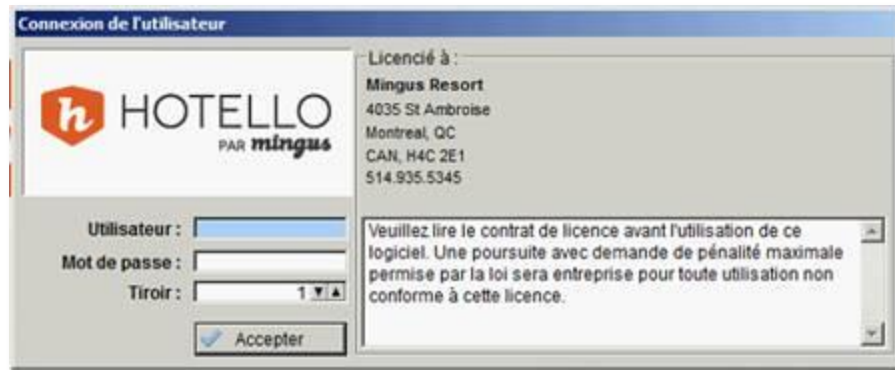 Connexion de l'utilisateur
h HOTELLO
PAR mingus
Licencié à :
Mingus Resort
4035 St Ambroise
Montreal, QC
CAN, H4C 2E1
514.935.5345
Utilisateur :
Mot de passe :
Tiroir : 1
Accepter
Veuillez lire le contrat de licence avant l'utilisation de ce
logiciel. Une poursuite avec demande de pénalité maximale
permise par la loi sera entreprise pour toute utilisation non
conforme à cette licence.